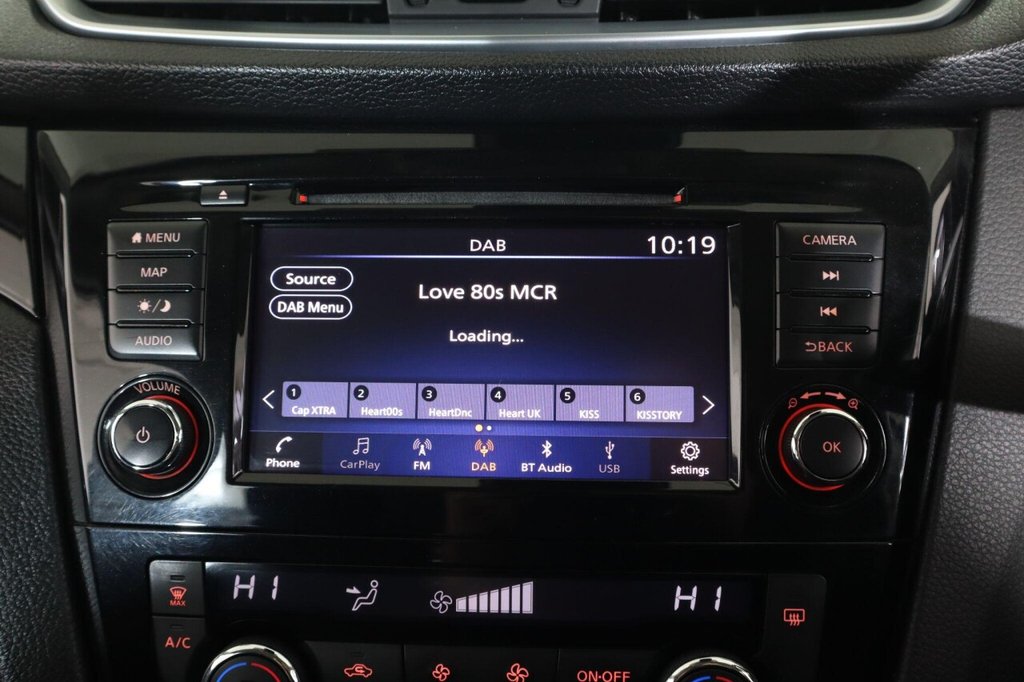 MENU
MAP
AUDIO
VOLUME
DAB
10:19
Source
DAB Menu
Love 80s MCR
Loading...
1 Cap XTRA
2 Heart00s
3 HeartDnc
4 Heart UK
5 KISS
6 KISSTORY
Phone
CarPlay
FM
DAB
BT Audio
USB
Settings
CAMERA
BACK
OK
MAX
A/C
HI
HI
ON·OFF